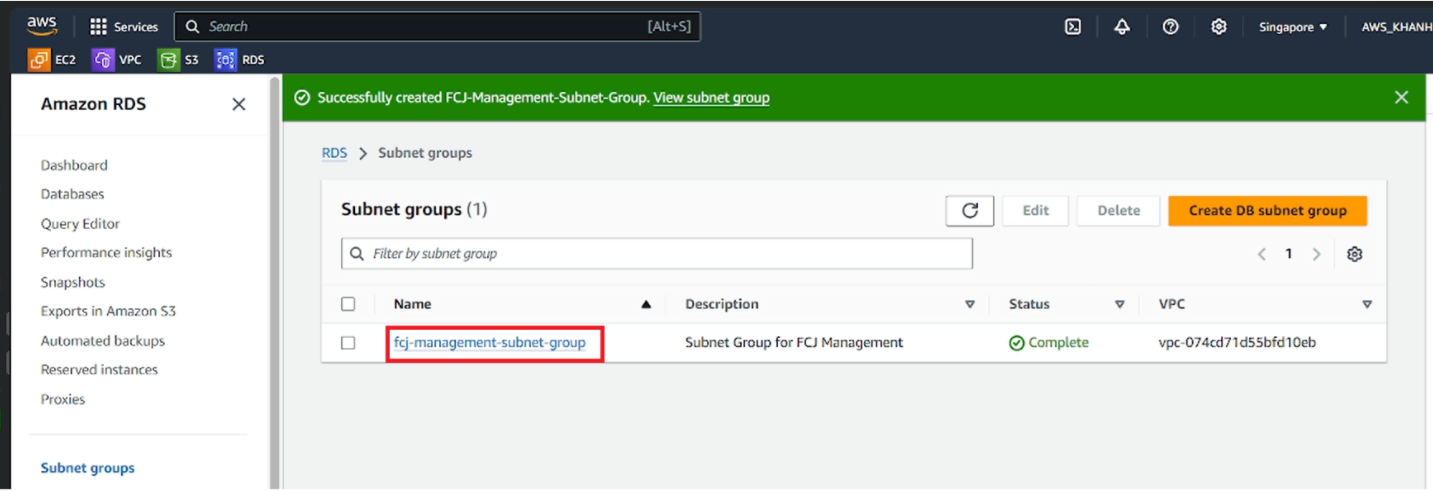 aws Services Search [Alt+S] Singapore AWS_KHANH
EC2 VPC S3 RDS
Amazon RDS
Dashboard
Databases
Query Editor
Performance insights
Snapshots
Exports in Amazon S3
Automated backups
Reserved instances
Proxies
Subnet groups
Successfully created FCJ-Management-Subnet-Group. View subnet group
RDS > Subnet groups
Subnet groups (1) Edit Delete Create DB subnet group
Filter by subnet group 1
Name Description Status VPC
fcj-management-subnet-group Subnet Group for FCJ Management Complete vpc-074cd71d55bfd10eb